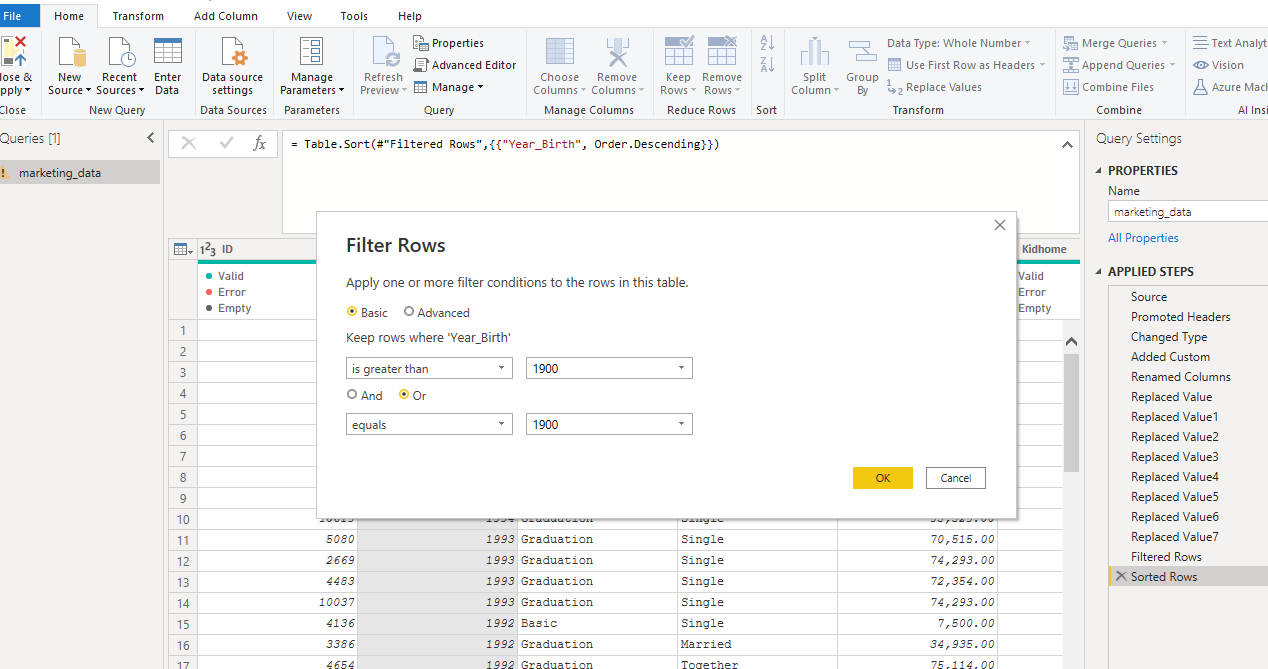 File Home Transform Add Column View Tools Help
Close & Apply
New Source
Recent Sources
Enter Data
Data source settings
Manage Parameters
Refresh Preview
Properties
Advanced Editor
Manage
Choose Columns
Remove Columns
Keep Rows
Remove Rows
Split Column
Group By
Data Type: Whole Number
Use First Row as Headers
Replace Values
Merge Queries
Append Queries
Combine Files
Text Analyt
Vision
Azure Mach
Close New Query Data Sources Parameters Query Manage Columns Reduce Rows Sort Transform Combine AI Insi
Queries [1]
marketing_data
fx
= Table.Sort(#"Filtered Rows",{{"Year_Birth", Order.Descending}})
123 ID
Kidhome
Valid
Error
Empty
Valid
Error
Empty
Filter Rows
Apply one or more filter conditions to the rows in this table.
Basic Advanced
Keep rows where 'Year_Birth'
is greater than 1900
And Or
equals 1900
OK Cancel
1
2
3
4
5
6
7
8
9
10
11 5080 1993 Graduation Single 70,515.00
12 2669 1993 Graduation Single 74,293.00
13 4483 1993 Graduation Single 72,354.00
14 10037 1993 Graduation Single 74,293.00
15 4136 1992 Basic Single 7,500.00
16 3386 1992 Graduation Married 34,935.00
17 4654 1992 Graduation Together 75,114.00
Query Settings
PROPERTIES
Name
marketing_data
All Properties
APPLIED STEPS
Source
Promoted Headers
Changed Type
Added Custom
Renamed Columns
Replaced Value
Replaced Value1
Replaced Value2
Replaced Value3
Replaced Value4
Replaced Value5
Replaced Value6
Replaced Value7
Filtered Rows
Sorted Rows